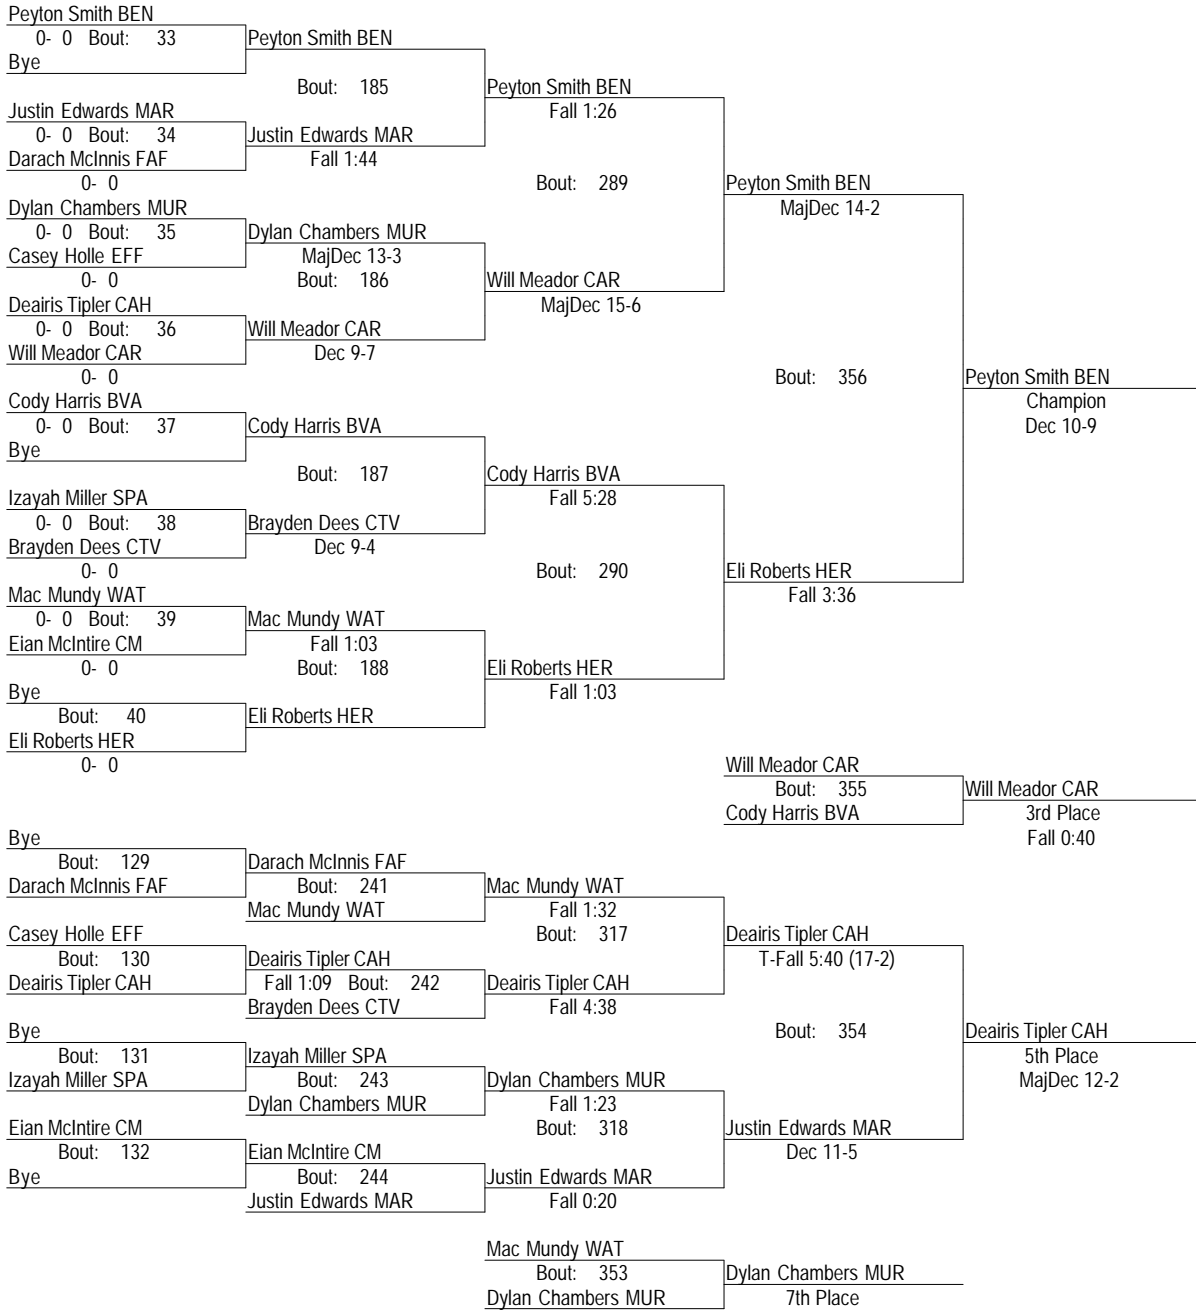 Peyton Smith BEN
0- 0 Bout: 33 Peyton Smith BEN
Bye
Bout: 185 Peyton Smith BEN
Justin Edwards MAR Fall 1:26
0- 0 Bout: 34 Justin Edwards MAR
Darach McInnis FAF Fall 1:44
0- 0 Bout: 289 Peyton Smith BEN
Dylan Chambers MUR MajDec 14-2
0- 0 Bout: 35 Dylan Chambers MUR
Casey Holle EFF MajDec 13-3
0- 0 Bout: 186 Will Meador CAR
Deairis Tipler CAH MajDec 15-6
0- 0 Bout: 36 Will Meador CAR
Will Meador CAR Dec 9-7
0- 0 Bout: 356 Peyton Smith BEN
Cody Harris BVA Champion
0- 0 Bout: 37 Cody Harris BVA Dec 10-9
Bye
Bout: 187 Cody Harris BVA
Izayah Miller SPA Fall 5:28
0- 0 Bout: 38 Brayden Dees CTV
Brayden Dees CTV Dec 9-4
0- 0 Bout: 290 Eli Roberts HER
Mac Mundy WAT Fall 3:36
0- 0 Bout: 39 Mac Mundy WAT
Eian McIntire CM Fall 1:03
0- 0 Bout: 188 Eli Roberts HER
Bye Fall 1:03
Bout: 40 Eli Roberts HER
Eli Roberts HER
0- 0 Will Meador CAR
Bout: 355 Will Meador CAR
Cody Harris BVA 3rd Place
Bye Fall 0:40
Bout: 129 Darach McInnis FAF
Darach McInnis FAF Bout: 241 Mac Mundy WAT
Mac Mundy WAT Fall 1:32
Casey Holle EFF Bout: 317 Deairis Tipler CAH
Bout: 130 Deairis Tipler CAH T-Fall 5:40 (17-2)
Deairis Tipler CAH Fall 1:09 Bout: 242 Deairis Tipler CAH
Brayden Dees CTV Fall 4:38
Bye Bout: 354 Deairis Tipler CAH
Bout: 131 Izayah Miller SPA 5th Place
Izayah Miller SPA Bout: 243 Dylan Chambers MUR MajDec 12-2
Dylan Chambers MUR Fall 1:23
Eian McIntire CM Bout: 318 Justin Edwards MAR
Bout: 132 Eian McIntire CM Dec 11-5
Bye Bout: 244 Justin Edwards MAR
Justin Edwards MAR Fall 0:20
Mac Mundy WAT
Bout: 353 Dylan Chambers MUR
Dylan Chambers MUR 7th Place